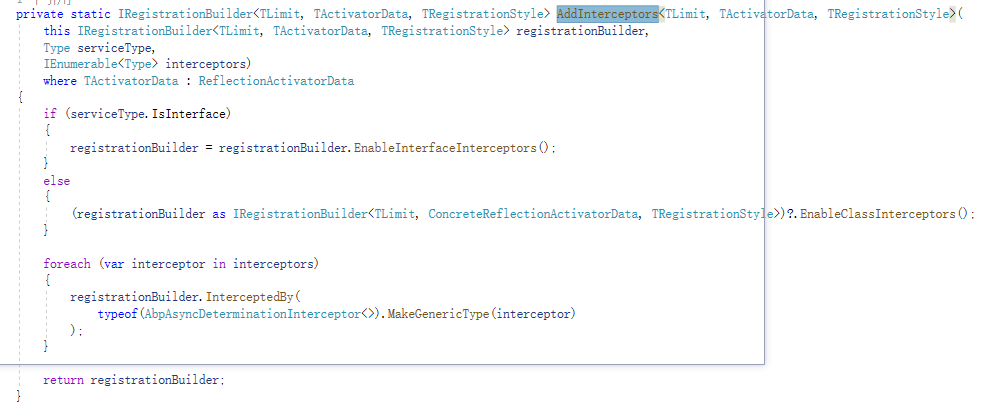 private static IRegistrationBuilder<TLimit, TActivatorData, TRegistrationStyle> AddInterceptors<TLimit, TActivatorData, TRegistrationStyle>(
this IRegistrationBuilder<TLimit, TActivatorData, TRegistrationStyle> registrationBuilder,
Type serviceType,
IEnumerable<Type> interceptors)
where TActivatorData : ReflectionActivatorData
{
if (serviceType.IsInterface)
{
registrationBuilder = registrationBuilder.EnableInterfaceInterceptors();
}
else
{
(registrationBuilder as IRegistrationBuilder<TLimit, ConcreteReflectionActivatorData, TRegistrationStyle>)?.EnableClassInterceptors();
}
foreach (var interceptor in interceptors)
{
registrationBuilder.InterceptedBy(
typeof(AbpAsyncDeterminationInterceptor<>).MakeGenericType(interceptor)
);
}
return registrationBuilder;
}